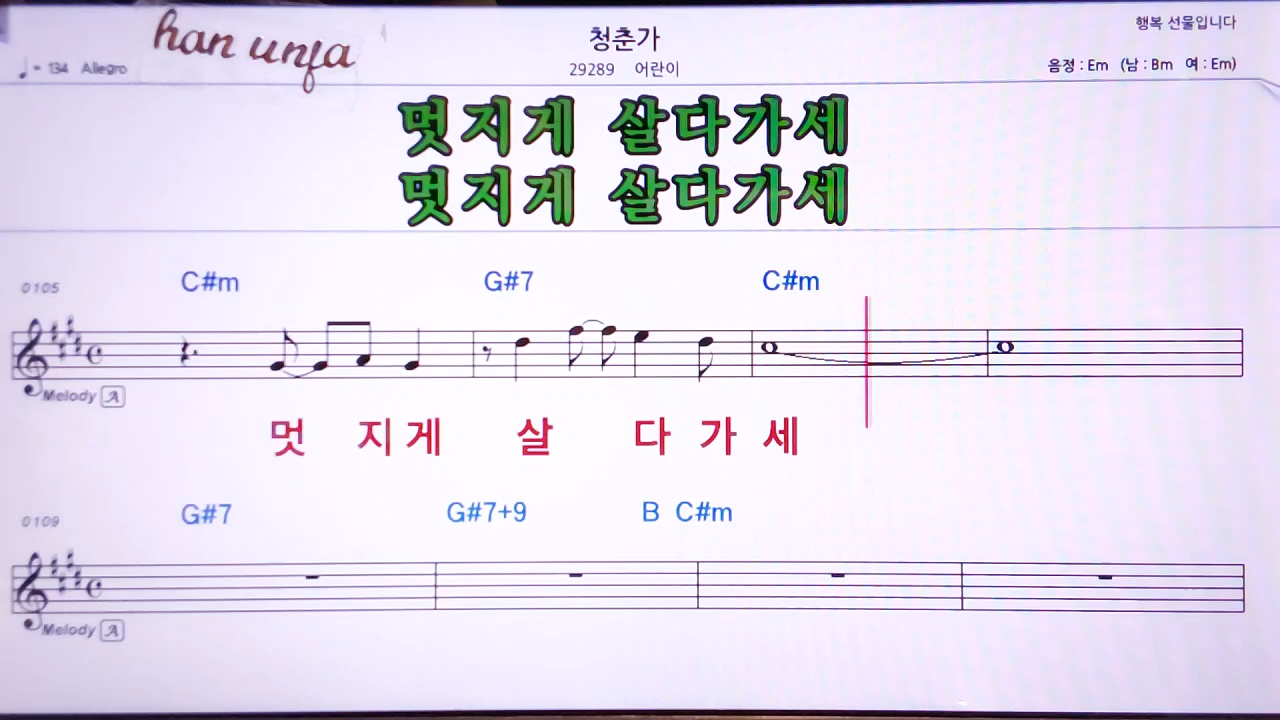 han unfa
청춘가
행복 선물입니다
♩= 134 Allegro
29289 어란이
음정 : Em (남 : Bm 여 : Em)
멋지게 살다가세
멋지게 살다가세
0105 C#m G#7 C#m
Melody A
멋 지게 살 다 가 세
0109 G#7 G#7+9 B C#m
Melody A